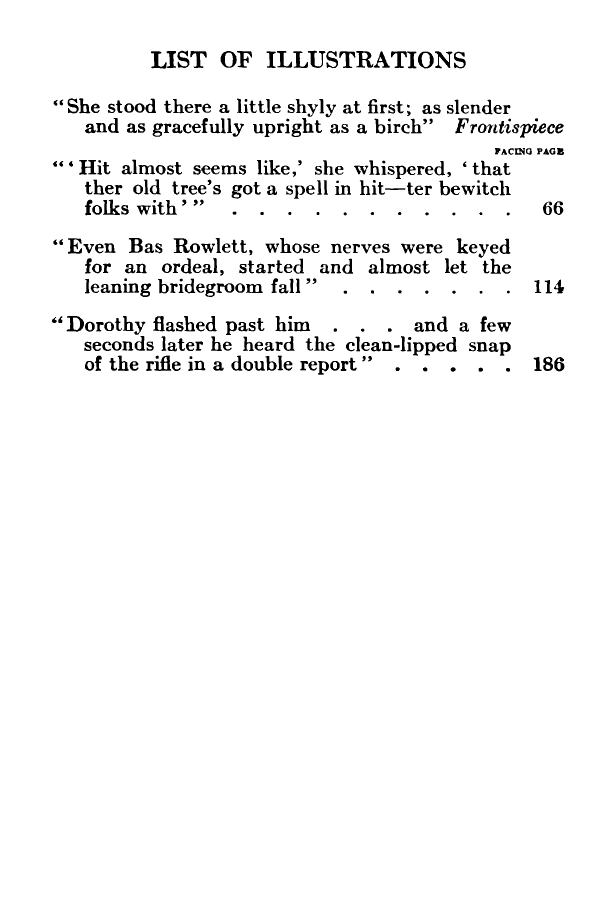 LIST OF ILLUSTRATIONS
“She stood there a little shyly at first; as slender
and as gracefully upright as a birch” Frontispiece
FACING PAGE
“‘Hit almost seems like,’ she whispered, ‘that
ther old tree’s got a spell in hit—ter bewitch
folks with’” . . . . . . . . . . . 66
“Even Bas Rowlett, whose nerves were keyed
for an ordeal, started and almost let the
leaning bridegroom fall” . . . . . . . 114
“Dorothy flashed past him . . . and a few
seconds later he heard the clean-lipped snap
of the rifle in a double report” . . . . . 186